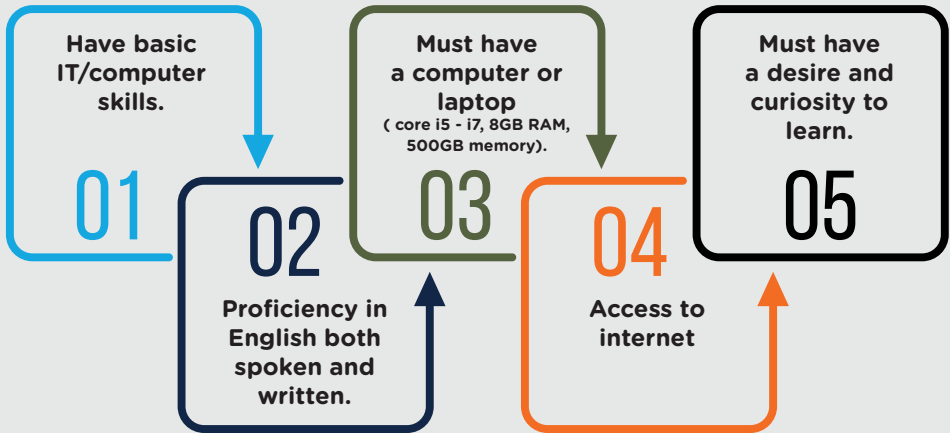 Have basic
IT/computer
skills.
01
02
Proficiency in
English both
spoken and
written.
Must have
a computer or
laptop
( core i5 - i7, 8GB RAM,
500GB memory).
03
04
Access to
internet
Must have
a desire and
curiosity to
learn.
05